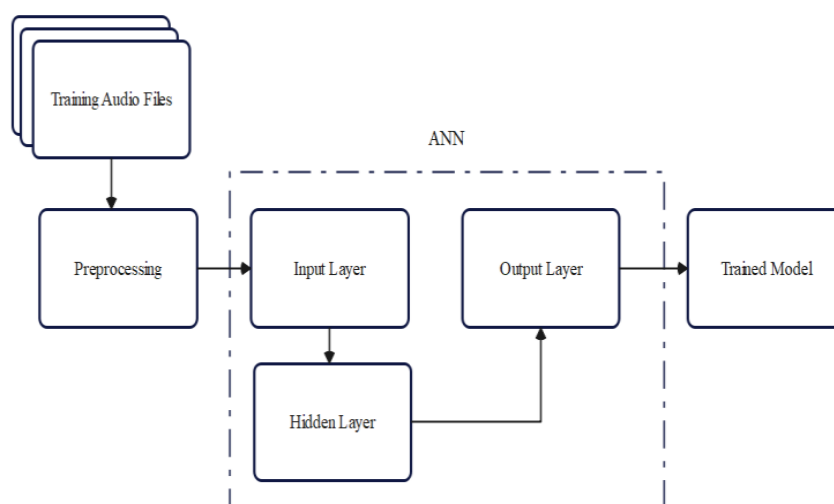 Training Audio Files
ANN
Preprocessing
Input Layer
Output Layer
Trained Model
Hidden Layer